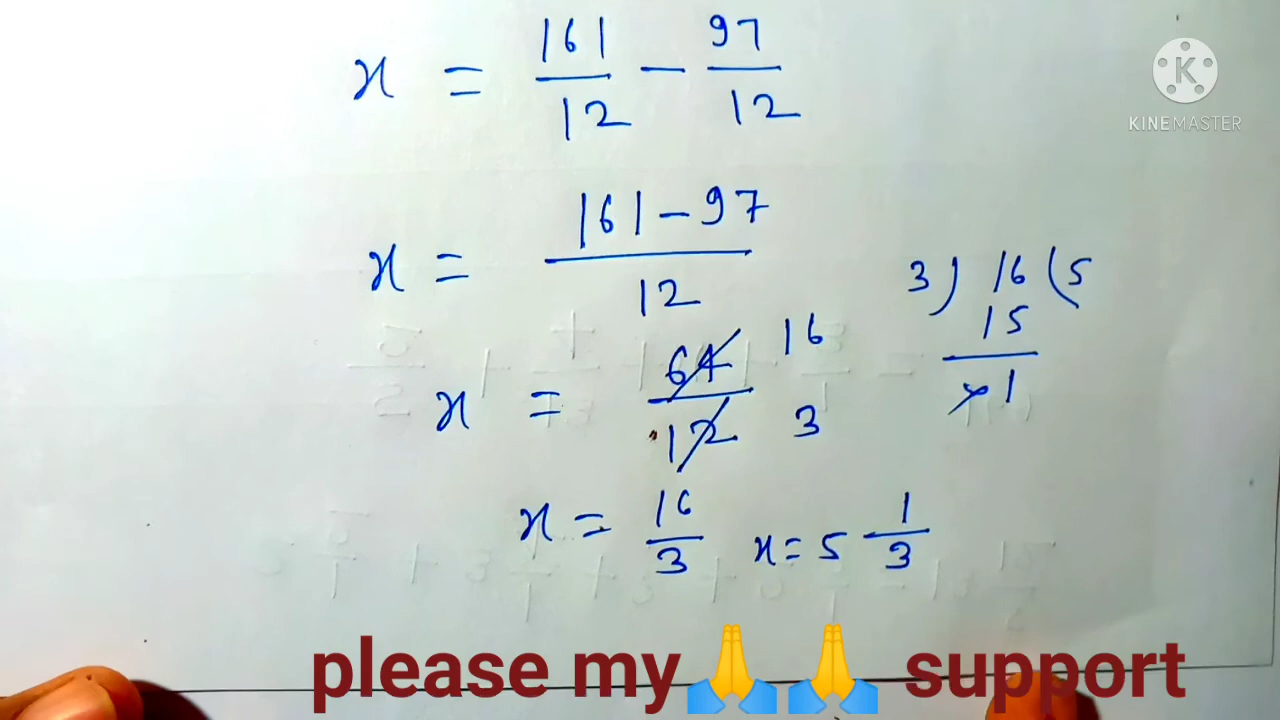 x = 161/12 - 97/12
KINEMASTER
x = 161-97/12
3) 16 (5
15
1
x = 64/12 16/3
x = 16/3 x = 5 1/3
please my🙏🙏 support